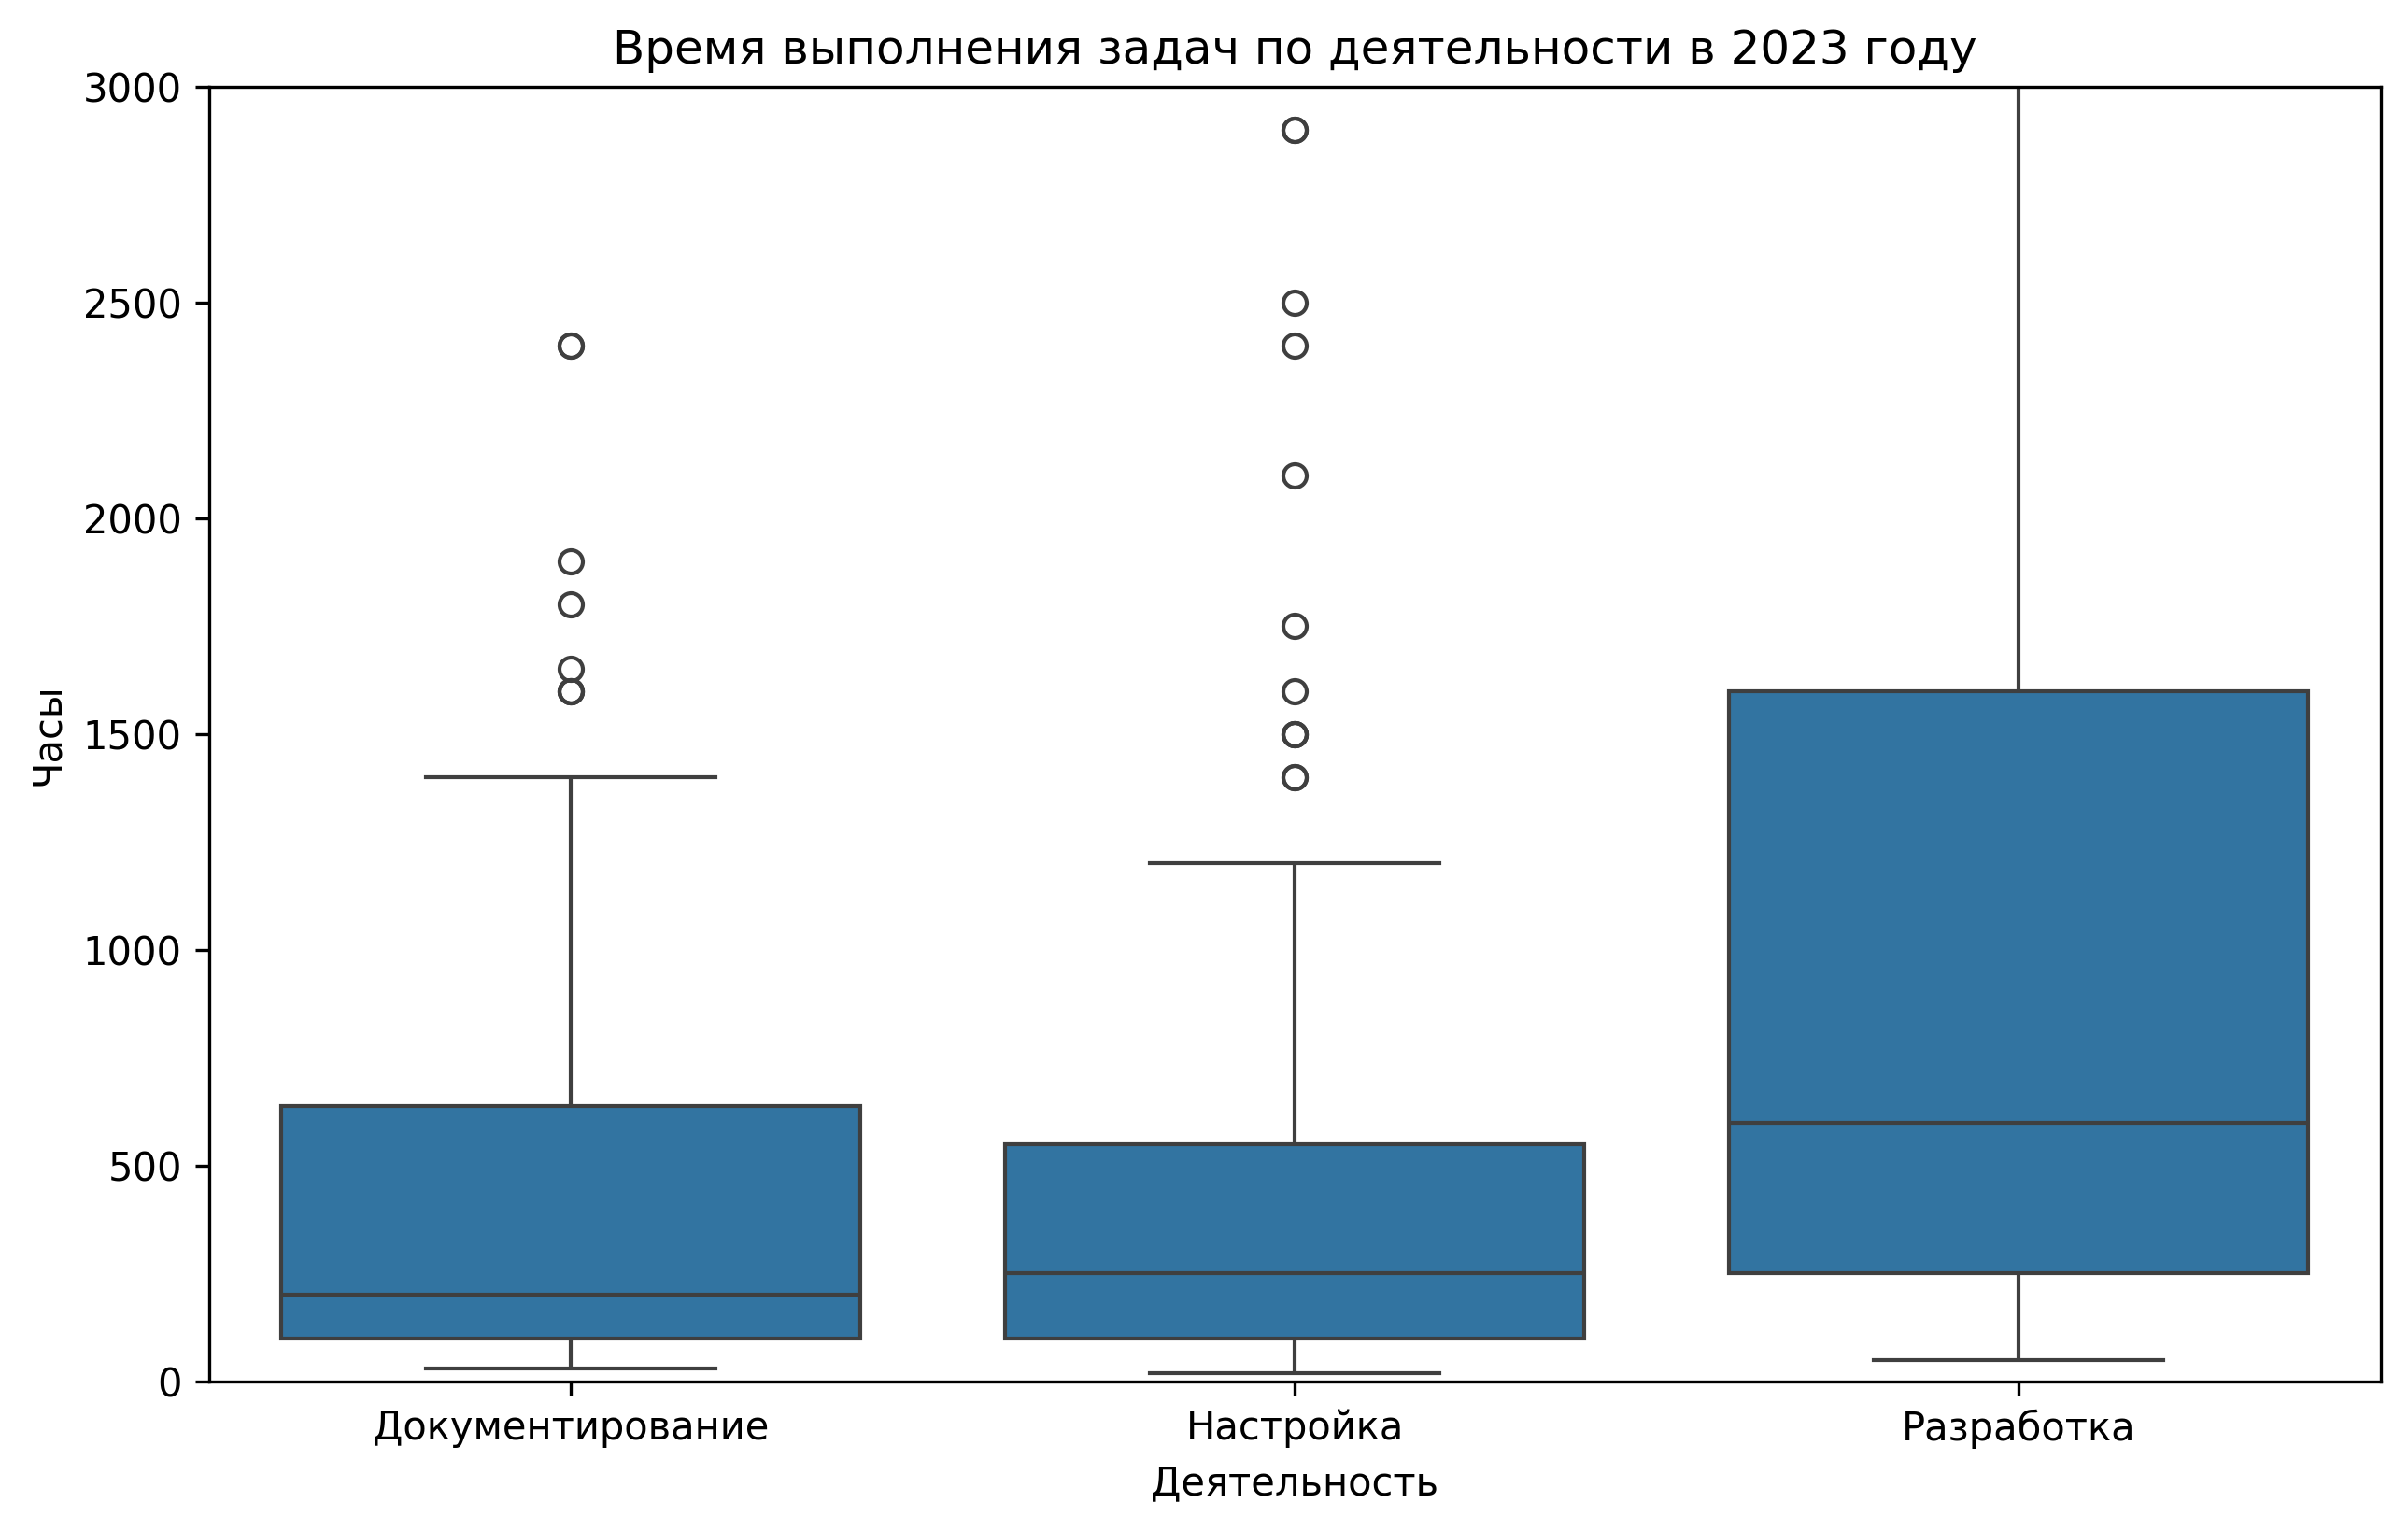 Время выполнения задач по деятельности в 2023 году
3000
2500
2000
1500
1000
500
0
Часы
Документирование
Настройка
Разработка
Деятельность